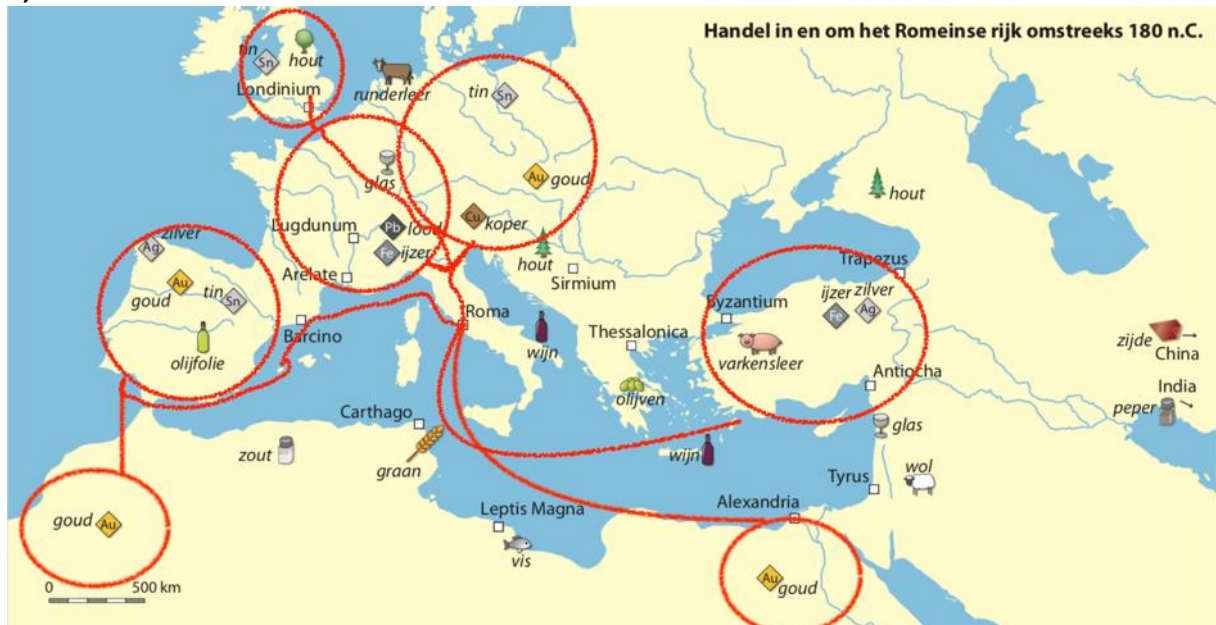 Handel in en om het Romeinse rijk omstreeks 180 n.C.
tin
Sn
hout
Londinium
runderleer
tin
Sn
glas
Au
goud
hout
Lugdunum
Pb
lood
Cu
koper
zilver
Ag
Fe
ijzer
hout
Sirmium
Trapezus
goud
Au
tin
Sn
Arelate
Byzantium
ijzer
zilver
Fe
Ag
Barcino
Roma
Thessalonica
varkensleer
zijde
China
olijfolie
wijn
Antiocha
India
peper
olijven
Carthago
glas
zout
graan
wijn
Tyrus
wol
Leptis Magna
Alexandria
goud
Au
vis
Au
goud
0
500 km